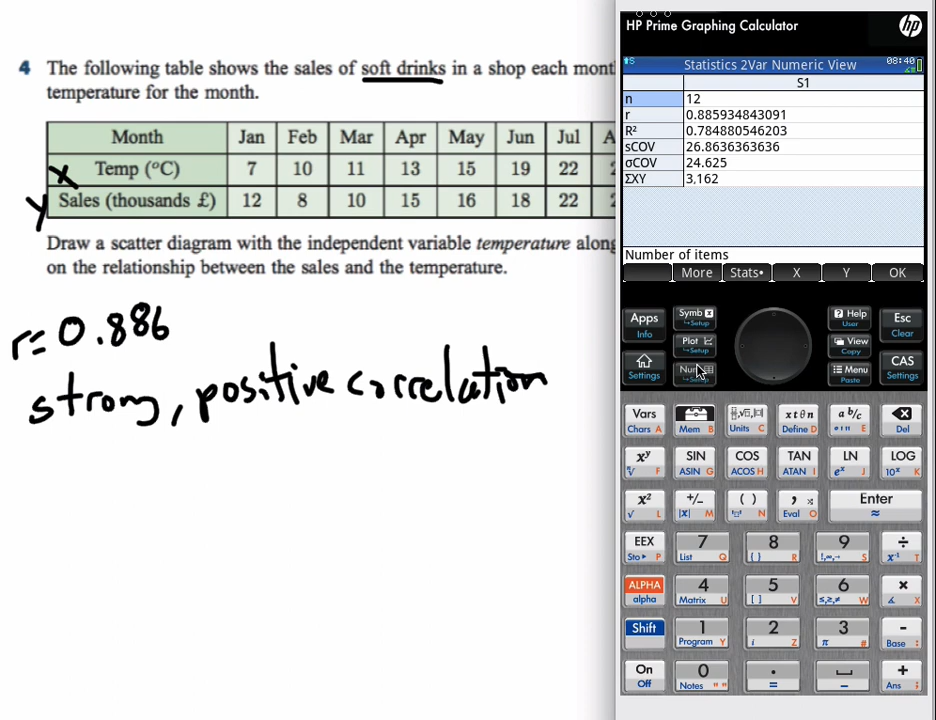 HP Prime Graphing Calculator
hp
Statistics 2Var Numeric View 08:40
S1
n 12
r 0.885934843091
R² 0.784880546203
sCOV 26.8636363636
σCOV 24.625
ΣXY 3,162
Number of items
More Stats• X Y OK
4 The following table shows the sales of soft drinks in a shop each mont
temperature for the month.
Month Jan Feb Mar Apr May Jun Jul A
x Temp (°C) 7 10 11 13 15 19 22 2
y Sales (thousands £) 12 8 10 15 16 18 22 2
Draw a scatter diagram with the independent variable temperature along
on the relationship between the sales and the temperature.
r= 0.886
strong, positive correlation
Apps Info Symb Setup Help User Esc Clear
Plot Setup View Copy
Settings Num Setup Menu Paste CAS Settings
Vars Chars A Mem B Units C x t θ n Define D a b/c E Del
xʸ F SIN ASIN G COS ACOS H TAN ATAN I LN eˣ J LOG 10ˣ K
x² √ L +/- |x| M ( ) N , Eval O Enter ≈
EEX Sto▸ P 7 List Q 8 { } R 9 !,∞,→ S ÷ x⁻¹ T
ALPHA alpha 4 Matrix U 5 [ ] V 6 ≤,≥,≠ W × ∡ X
Shift 1 Program Y 2 i Z 3 π # - Base :
On Off 0 Notes " " . = _ + Ans ;